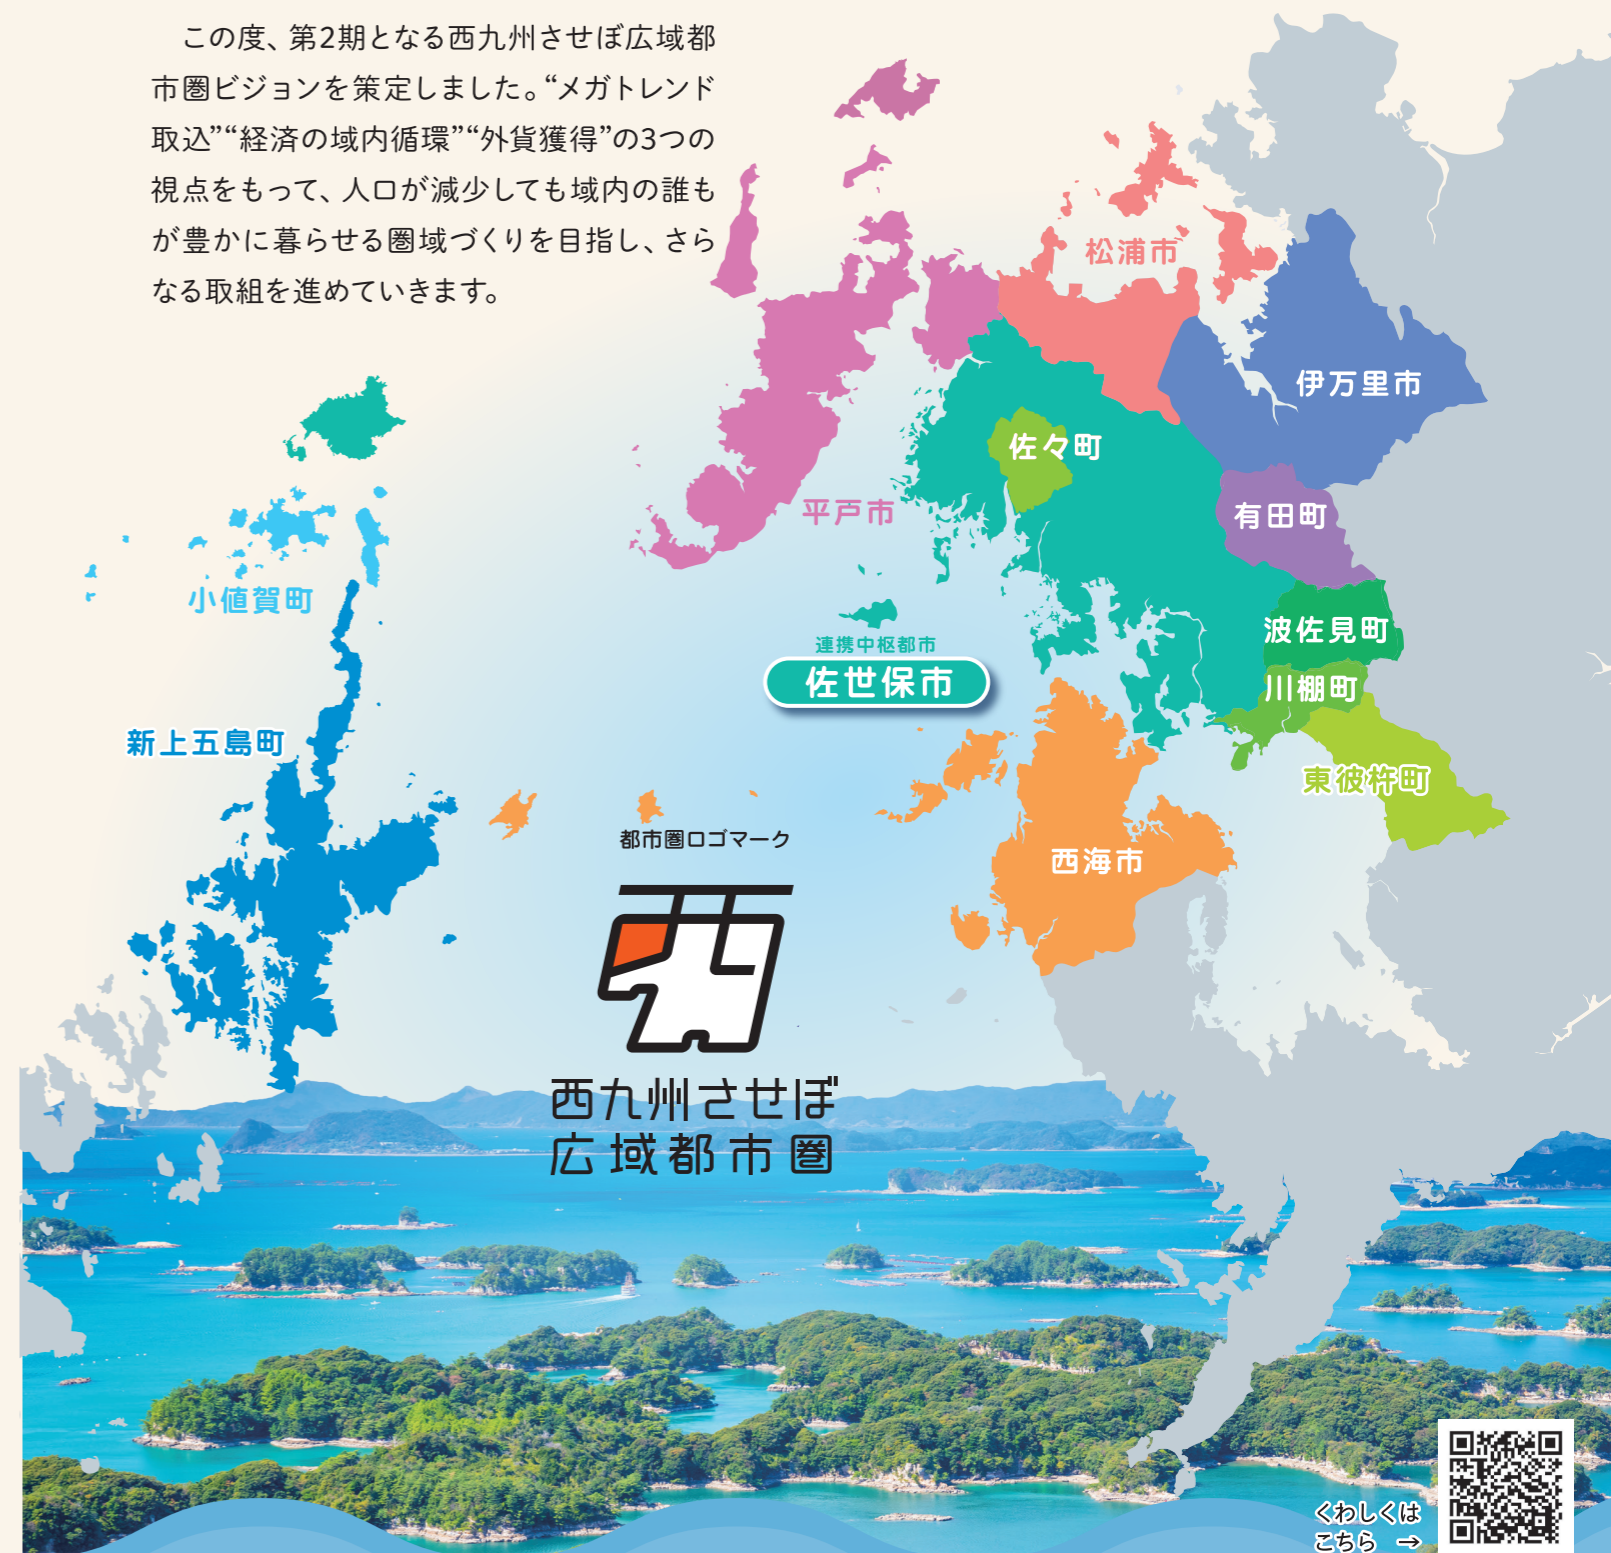 この度、第2期となる西九州させぼ広域都
市圏ビジョンを策定しました。“メガトレンド
取込”“経済の域内循環”“外貨獲得”の3つの
視点をもって、人口が減少しても域内の誰も
が豊かに暮らせる圏域づくりを目指し、さら
なる取組を進めていきます。
松浦市
伊万里市
佐々町
平戸市
有田町
小値賀町
波佐見町
連携中枢都市
佐世保市
川棚町
新上五島町
東彼杵町
都市圏ロゴマーク
西海市
西九州させぼ
広域都市圏
くわしくは
こちら →